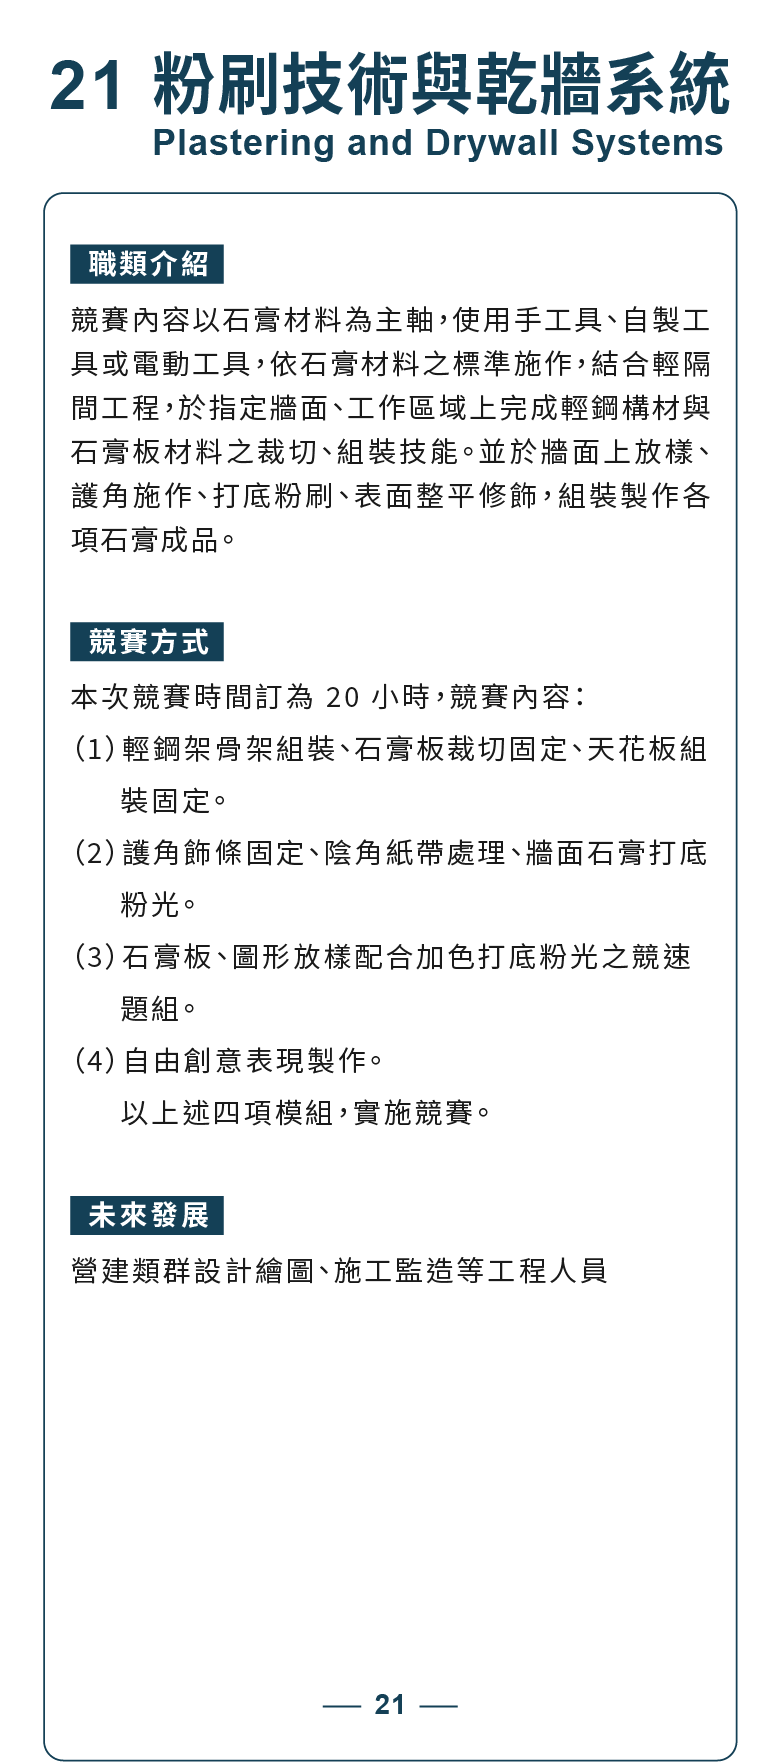 21 粉刷技術與乾牆系統
Plastering and Drywall Systems
職類介紹
競賽內容以石膏材料為主軸，使用手工具、自製工
具或電動工具，依石膏材料之標準施作，結合輕隔
間工程，於指定牆面、工作區域上完成輕鋼構材與
石膏板材料之裁切、組裝技能。並於牆面上放樣、
護角施作、打底粉刷、表面整平修飾，組裝製作各
項石膏成品。
競賽方式
本次競賽時間訂為 20 小時，競賽內容：
（1）輕鋼架骨架組裝、石膏板裁切固定、天花板組
裝固定。
（2）護角飾條固定、陰角紙帶處理、牆面石膏打底
粉光。
（3）石膏板、圖形放樣配合加色打底粉光之競速
題組。
（4）自由創意表現製作。
以上述四項模組，實施競賽。
未來發展
營建類群設計繪圖、施工監造等工程人員
21